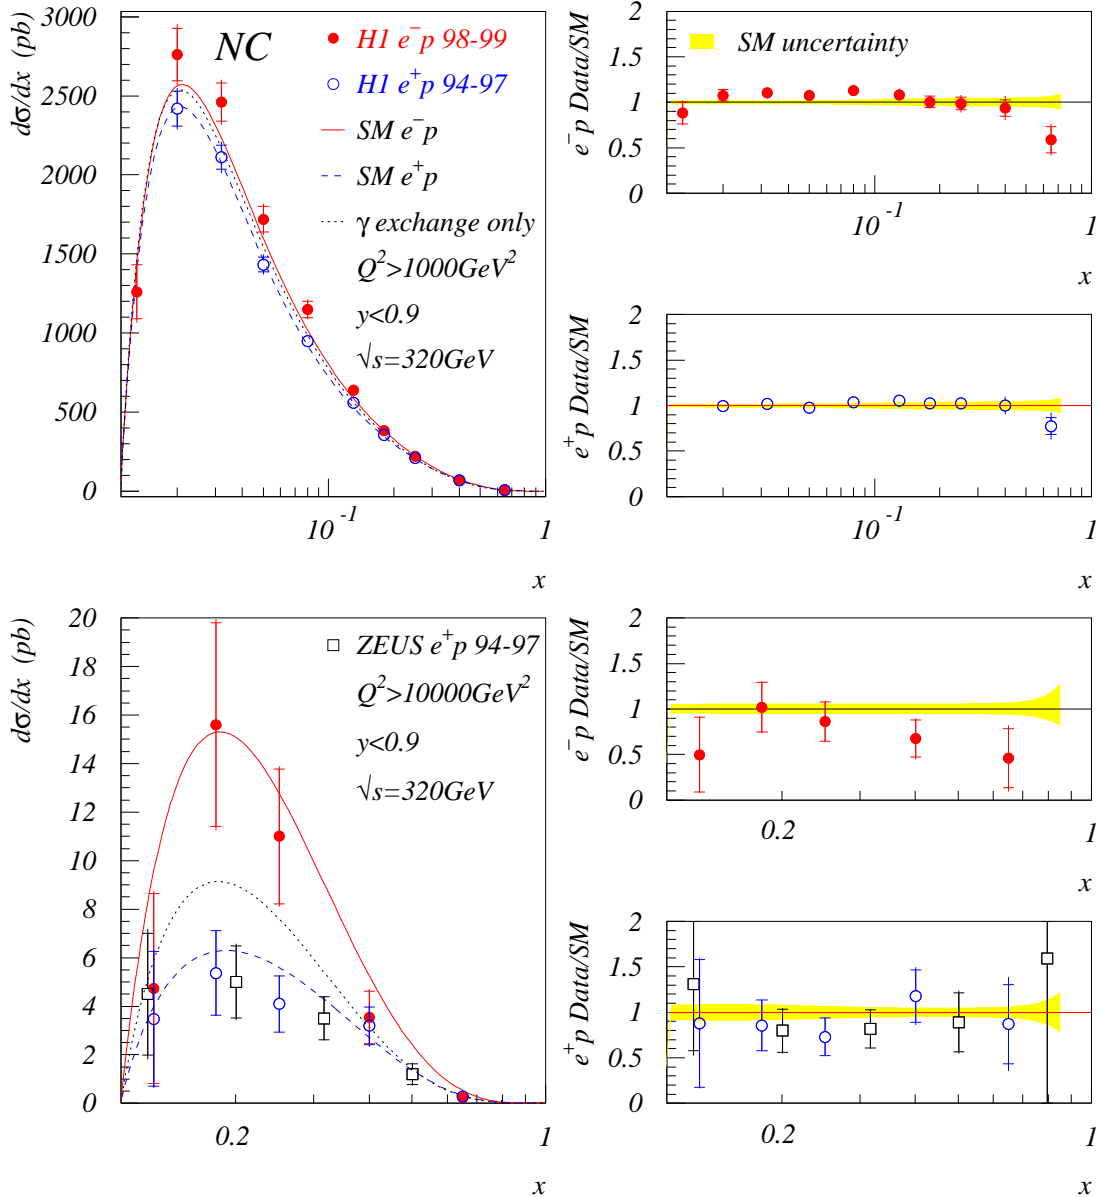 NC
H1 e⁻p 98-99
H1 e⁺p 94-97
SM e⁻p
SM e⁺p
γ exchange only
Q²>1000GeV²
y<0.9
√s=320GeV
dσ/dx (pb)
3000
2500
2000
1500
1000
500
0
10⁻¹
1
x
SM uncertainty
e⁻p Data/SM
2
1.5
1
0.5
0
10⁻¹
1
x
e⁺p Data/SM
2
1.5
1
0.5
0
10⁻¹
1
x
ZEUS e⁺p 94-97
Q²>10000GeV²
y<0.9
√s=320GeV
dσ/dx (pb)
20
18
16
14
12
10
8
6
4
2
0
0.2
1
x
e⁻p Data/SM
2
1.5
1
0.5
0
0.2
1
x
e⁺p Data/SM
2
1.5
1
0.5
0
0.2
1
x